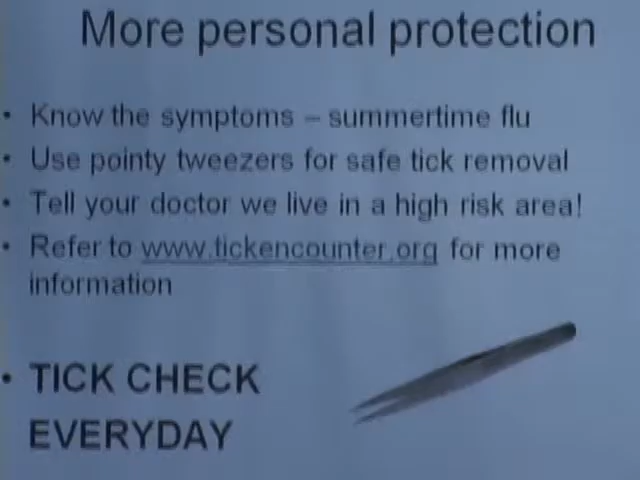 More personal protection
• Know the symptoms – summertime flu
• Use pointy tweezers for safe tick removal
• Tell your doctor we live in a high risk area!
• Refer to www.tickencounter.org for more
information
• TICK CHECK
EVERYDAY